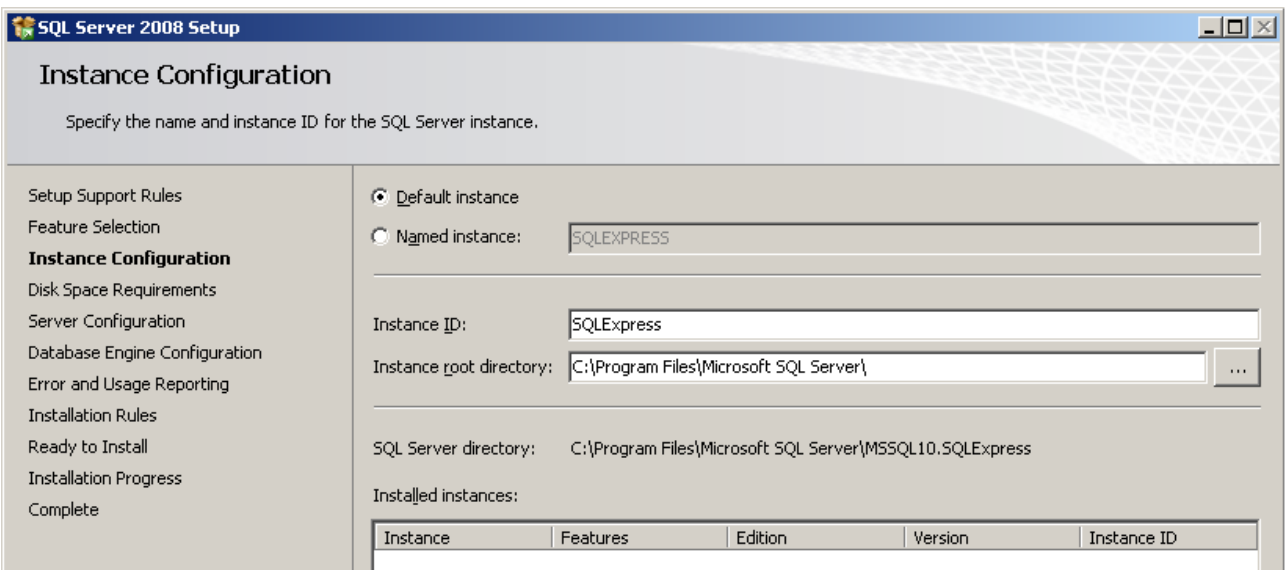 SQL Server 2008 Setup
Instance Configuration
Specify the name and instance ID for the SQL Server instance.
Setup Support Rules
Feature Selection
Instance Configuration
Disk Space Requirements
Server Configuration
Database Engine Configuration
Error and Usage Reporting
Installation Rules
Ready to Install
Installation Progress
Complete
Default instance
Named instance: SQLEXPRESS
Instance ID: SQLExpress
Instance root directory: C:\Program Files\Microsoft SQL Server\ ...
SQL Server directory: C:\Program Files\Microsoft SQL Server\MSSQL10.SQLExpress
Installed instances:
Instance Features Edition Version Instance ID